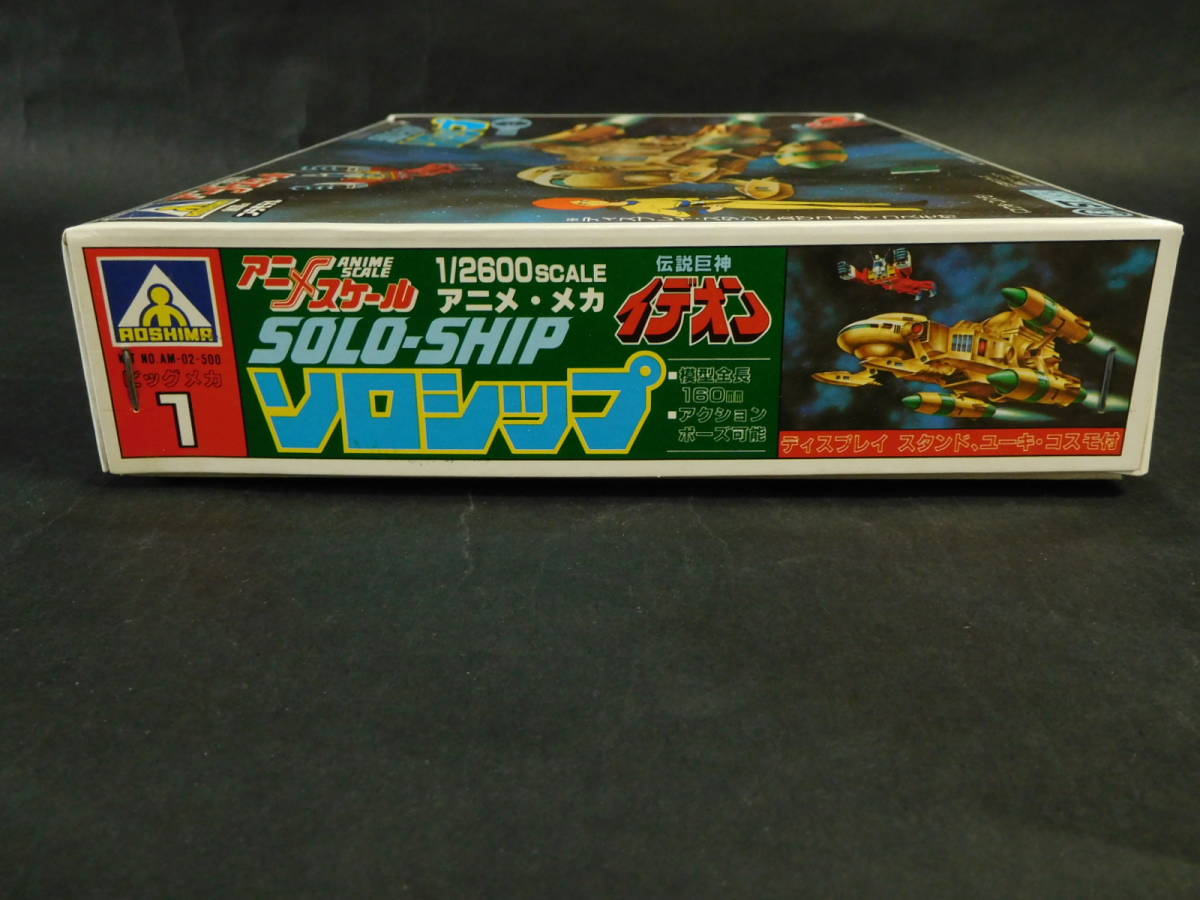 AOSHIMA
KIT NO.AM-02-500
ビッグメカ
1
アニメスケール
ANIME
SCALE
1/2600 SCALE
アニメ・メカ
SOLO-SHIP
ソロシップ
伝説巨神
イデオン
■模型全長
160mm
■アクション
ポーズ可能
ディスプレイ スタンド、ユーキ・コスモ付